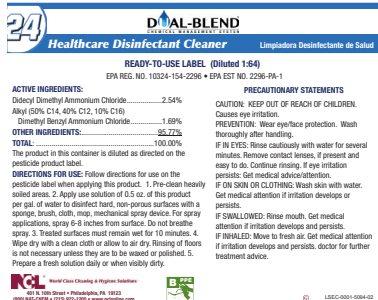 24
DUAL-BLEND
CHEMICAL MANAGEMENT SYSTEM
Healthcare Disinfectant Cleaner
Limpiadora Desinfectante de Salud
READY-TO-USE LABEL (Diluted 1:64)
EPA REG. NO. 10324-154-2296 • EPA EST NO. 2296-PA-1
ACTIVE INGREDIENTS:
Didecyl Dimethyl Ammonium Chloride................2.54%
Alkyl (50% C14, 40% C12, 10% C16)
Dimethyl Benzyl Ammonium Chloride..............1.69%
OTHER INGREDIENTS:...................................95.77%
TOTAL: .....................................................100.00%
The product in this container is diluted as directed on the
pesticide product label.
DIRECTIONS FOR USE: Follow directions for use on the
pesticide label when applying this product. 1. Pre-clean heavily
soiled areas. 2. Apply use solution of 0.5 oz. of this product
per gal. of water to disinfect hard, non-porous surfaces with a
sponge, brush, cloth, mop, mechanical spray device. For spray
applications, spray 6-8 inches from surface. Do not breathe
spray. 3. Treated surfaces must remain wet for 10 minutes. 4.
Wipe dry with a clean cloth or allow to air dry. Rinsing of floors
is not necessary unless they are to be waxed or polished. 5.
Prepare a fresh solution daily or when visibly dirty.
PRECAUTIONARY STATEMENTS
CAUTION: KEEP OUT OF REACH OF CHILDREN.
Causes eye irritation.
PREVENTION: Wear eye/face protection. Wash
thoroughly after handling.
IF IN EYES: Rinse cautiously with water for several
minutes. Remove contact lenses, if present and
easy to do. Continue rinsing. If eye irritation
persists: Get medical advice/attention.
IF ON SKIN OR CLOTHING: Wash skin with water.
Get medical attention if irritation develops or
persists.
IF SWALLOWED: Rinse mouth. Get medical
attention if irritation develops and persists.
IF INHALED: Move to fresh air. Get medical attention
if irritation develops and persists. doctor for further
treatment advice.
NCL
World Class Cleaning & Hygiene Solutions
401 N. 10th Street • Philadelphia, PA 19123
B PPE
LSEC-0001-5084-02